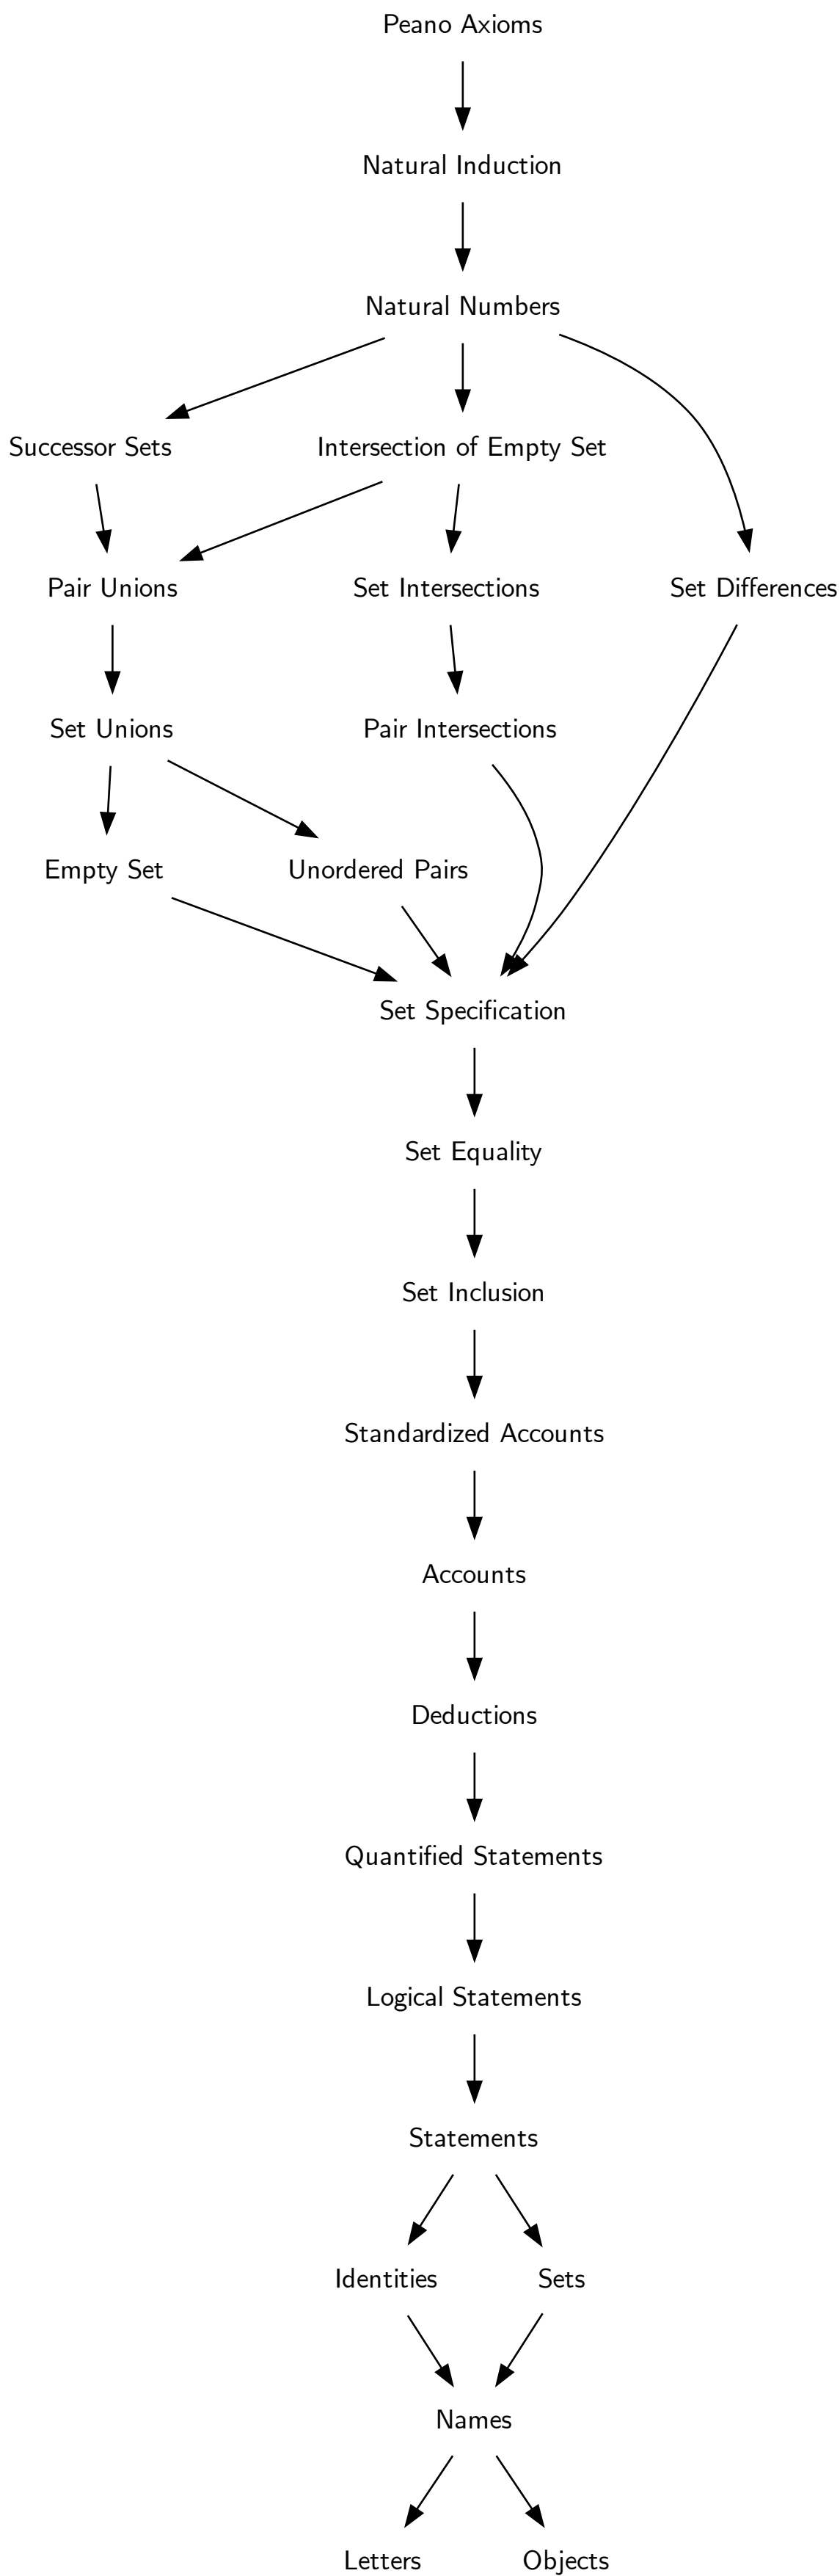 Peano Axioms
Natural Induction
Natural Numbers
Successor Sets
Intersection of Empty Set
Pair Unions
Set Intersections
Set Differences
Set Unions
Pair Intersections
Empty Set
Unordered Pairs
Set Specification
Set Equality
Set Inclusion
Standardized Accounts
Accounts
Deductions
Quantified Statements
Logical Statements
Statements
Identities
Sets
Names
Letters
Objects